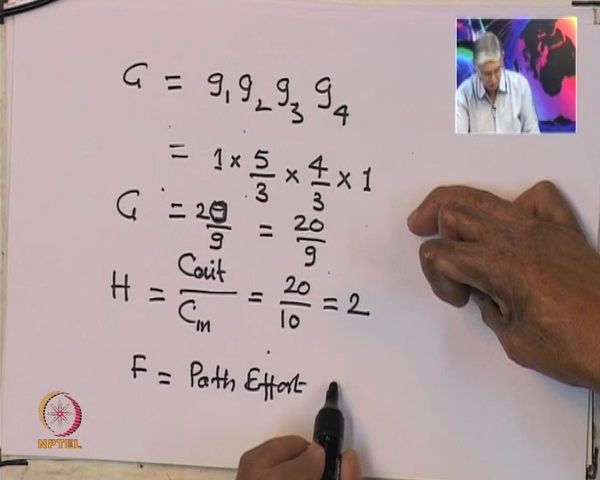 G = g1 g2 g3 g4
= 1 × 5/3 × 4/3 × 1
G = 20/9 = 20/9
H = Cout/Cin = 20/10 = 2
F = Path Effort
NPTEL